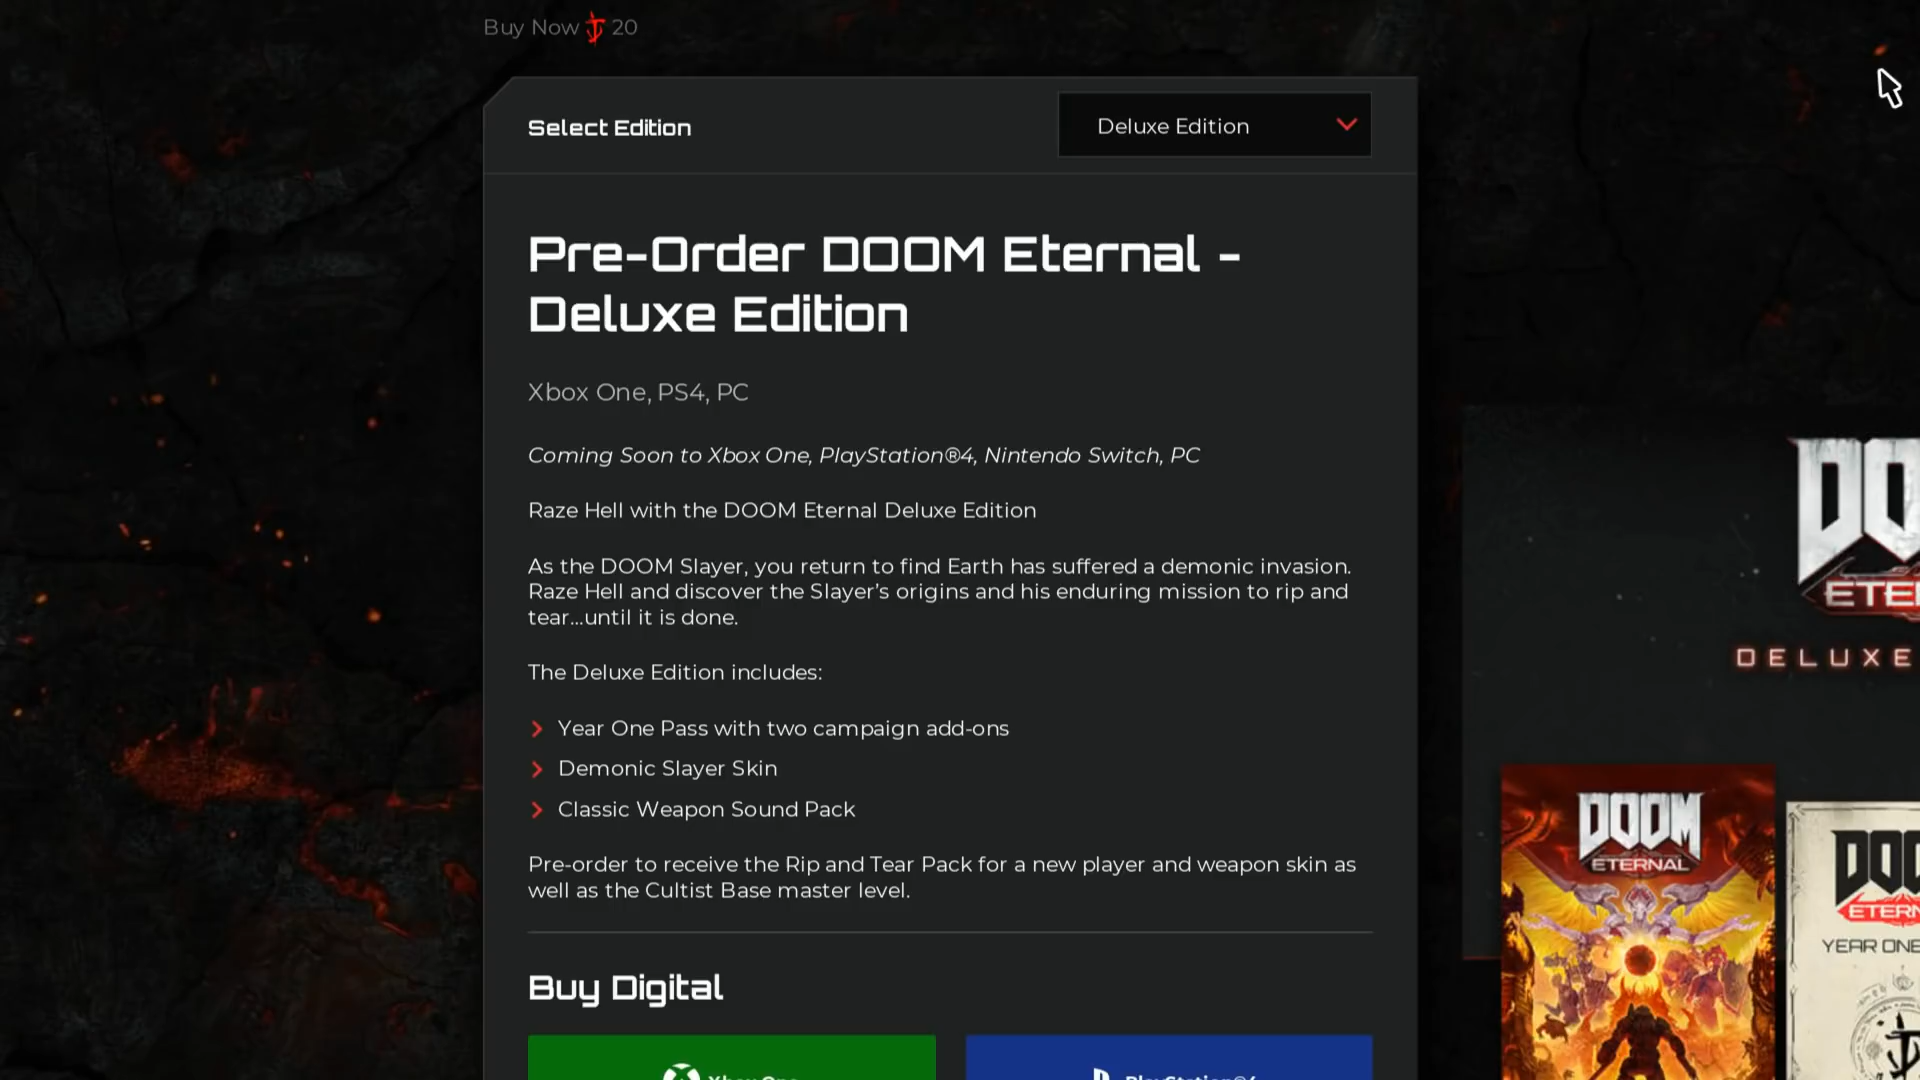 Buy Now 20
Select Edition
Deluxe Edition
Pre-Order DOOM Eternal -
Deluxe Edition
Xbox One, PS4, PC
Coming Soon to Xbox One, PlayStation®4, Nintendo Switch, PC
Raze Hell with the DOOM Eternal Deluxe Edition
As the DOOM Slayer, you return to find Earth has suffered a demonic invasion.
Raze Hell and discover the Slayer’s origins and his enduring mission to rip and
tear...until it is done.
The Deluxe Edition includes:
Year One Pass with two campaign add-ons
Demonic Slayer Skin
Classic Weapon Sound Pack
Pre-order to receive the Rip and Tear Pack for a new player and weapon skin as
well as the Cultist Base master level.
Buy Digital
Xbox One
PlayStation®4
DELUXE
DOOM
ETERNAL
YEAR ONE